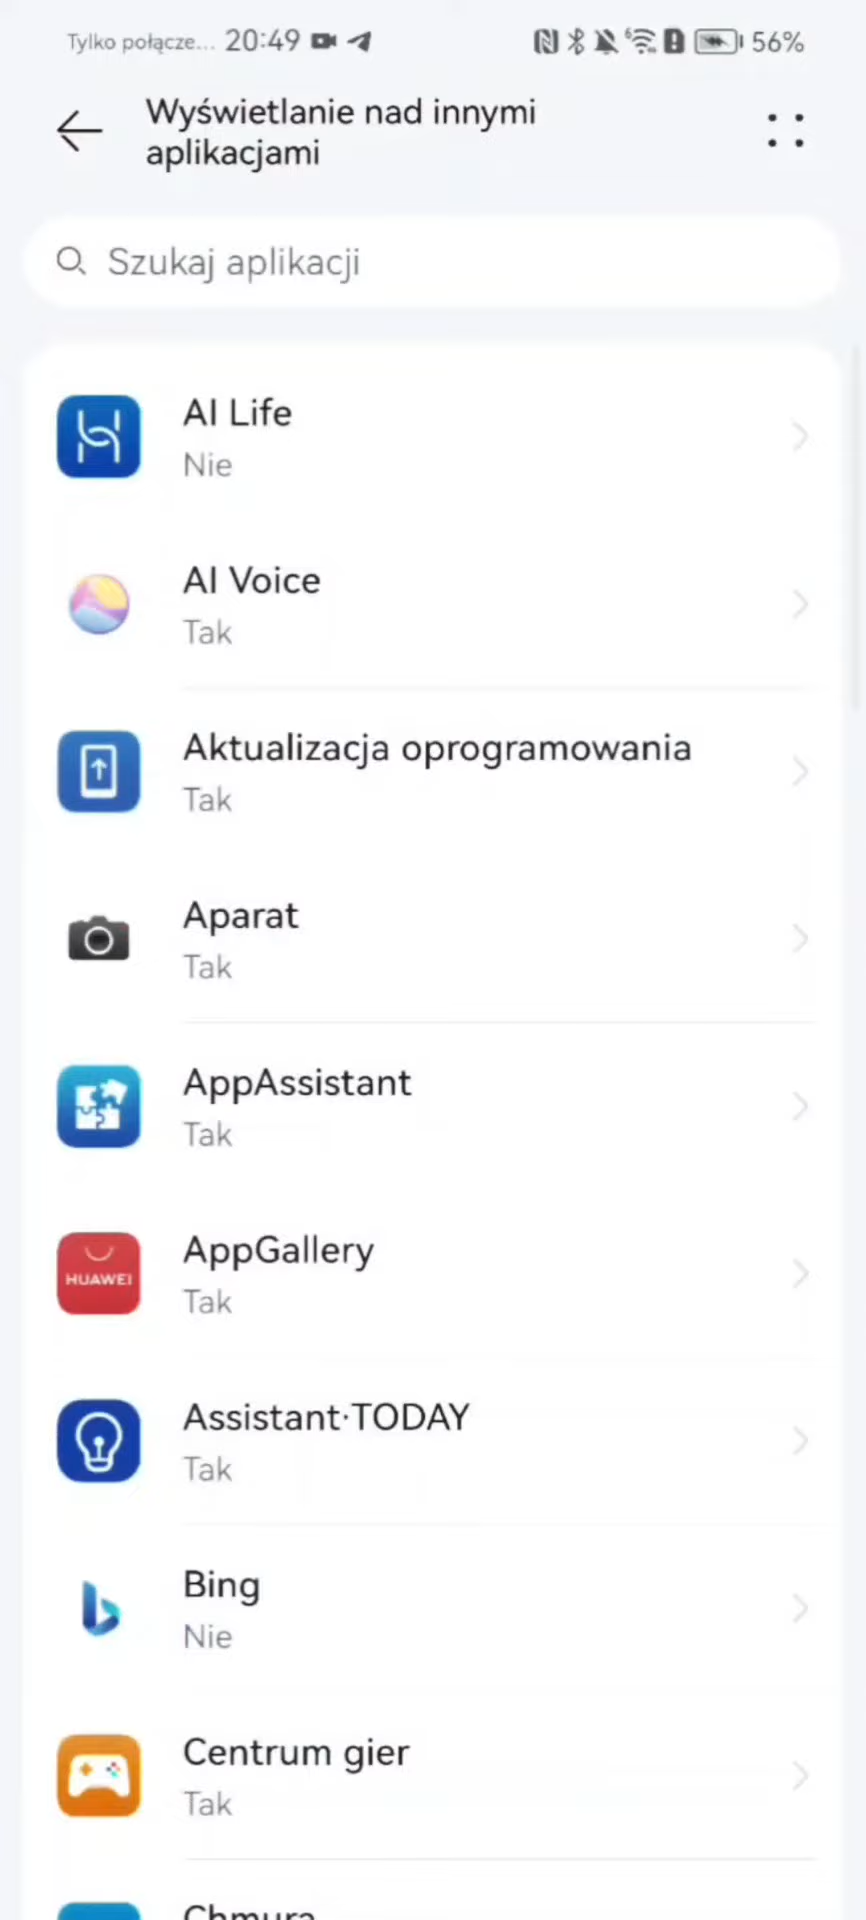 Tylko połącze... 20:49 56%
Wyświetlanie nad innymi
aplikacjami
Szukaj aplikacji
AI Life
Nie
AI Voice
Tak
Aktualizacja oprogramowania
Tak
Aparat
Tak
AppAssistant
Tak
HUAWEI
AppGallery
Tak
Assistant·TODAY
Tak
Bing
Nie
Centrum gier
Tak
Chmura